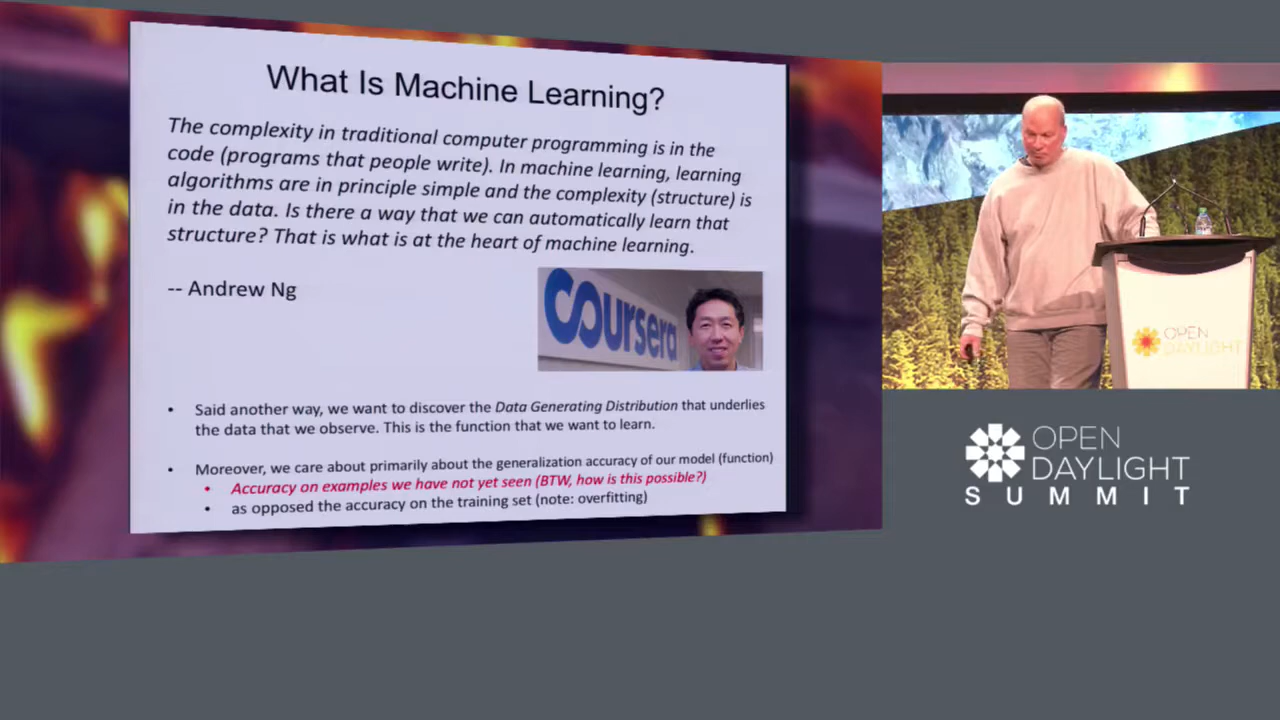 What Is Machine Learning?
The complexity in traditional computer programming is in the
code (programs that people write). In machine learning, learning
algorithms are in principle simple and the complexity (structure) is
in the data. Is there a way that we can automatically learn that
structure? That is what is at the heart of machine learning.
-- Andrew Ng
coursera
• Said another way, we want to discover the Data Generating Distribution that underlies
the data that we observe. This is the function that we want to learn.
• Moreover, we care about primarily about the generalization accuracy of our model (function)
• Accuracy on examples we have not yet seen (BTW, how is this possible?)
• as opposed the accuracy on the training set (note: overfitting)
OPEN
DAYLIGHT
OPEN
DAYLIGHT
SUMMIT